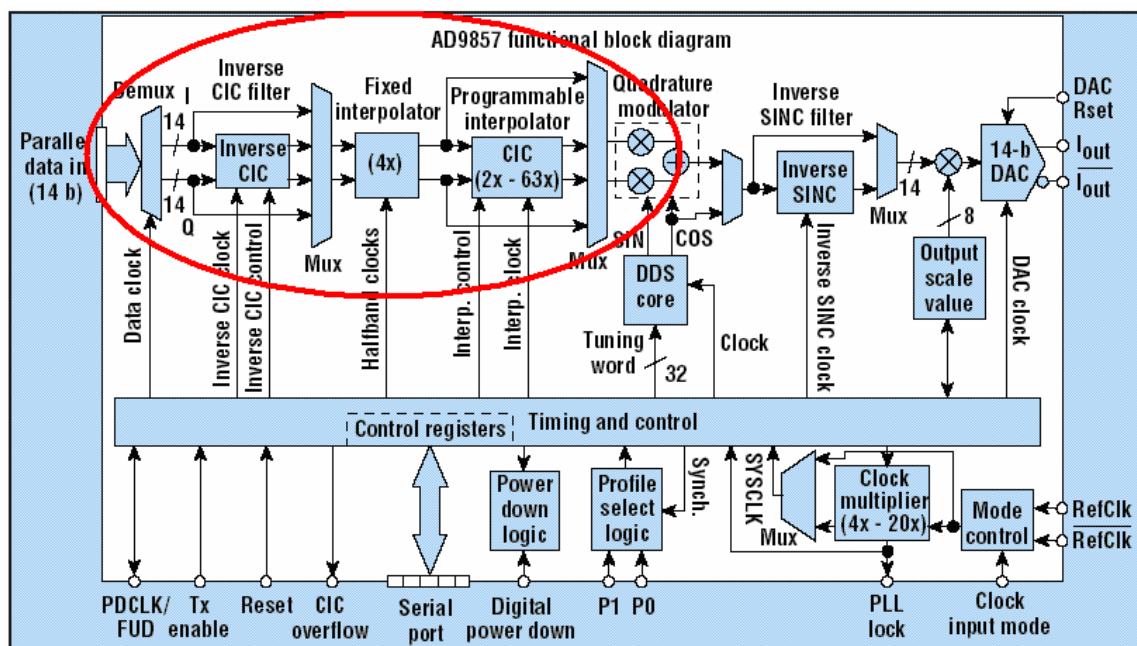 AD9857 functional block diagram
Demux
I
14
Inverse
CIC filter
Fixed
interpolator
Programmable
interpolator
Quadrature
modulator
Inverse
SINC filter
DAC
Rset
Parallel
data in
(14 b)
Inverse
CIC
(4x)
CIC
(2x - 63x)
Inverse
SINC
14
14-b
DAC
Iout
Iout
14
Q
Mux
Mux
SIN
COS
Mux
8
Data clock
Inverse CIC clock
Inverse CIC control
Halfband clocks
Interp. control
Interp. clock
DDS
core
Tuning
word
32
Clock
Inverse SINC clock
Output
scale
value
DAC clock
Control registers
Timing and control
Power
down
logic
Profile
select
logic
Synch.
SYSCLK
Mux
Clock
multiplier
(4x - 20x)
Mode
control
RefClk
RefClk
PDCLK/
FUD
Tx
enable
Reset
CIC
overflow
Serial
port
Digital
power down
P1
P0
PLL
lock
Clock
input mode